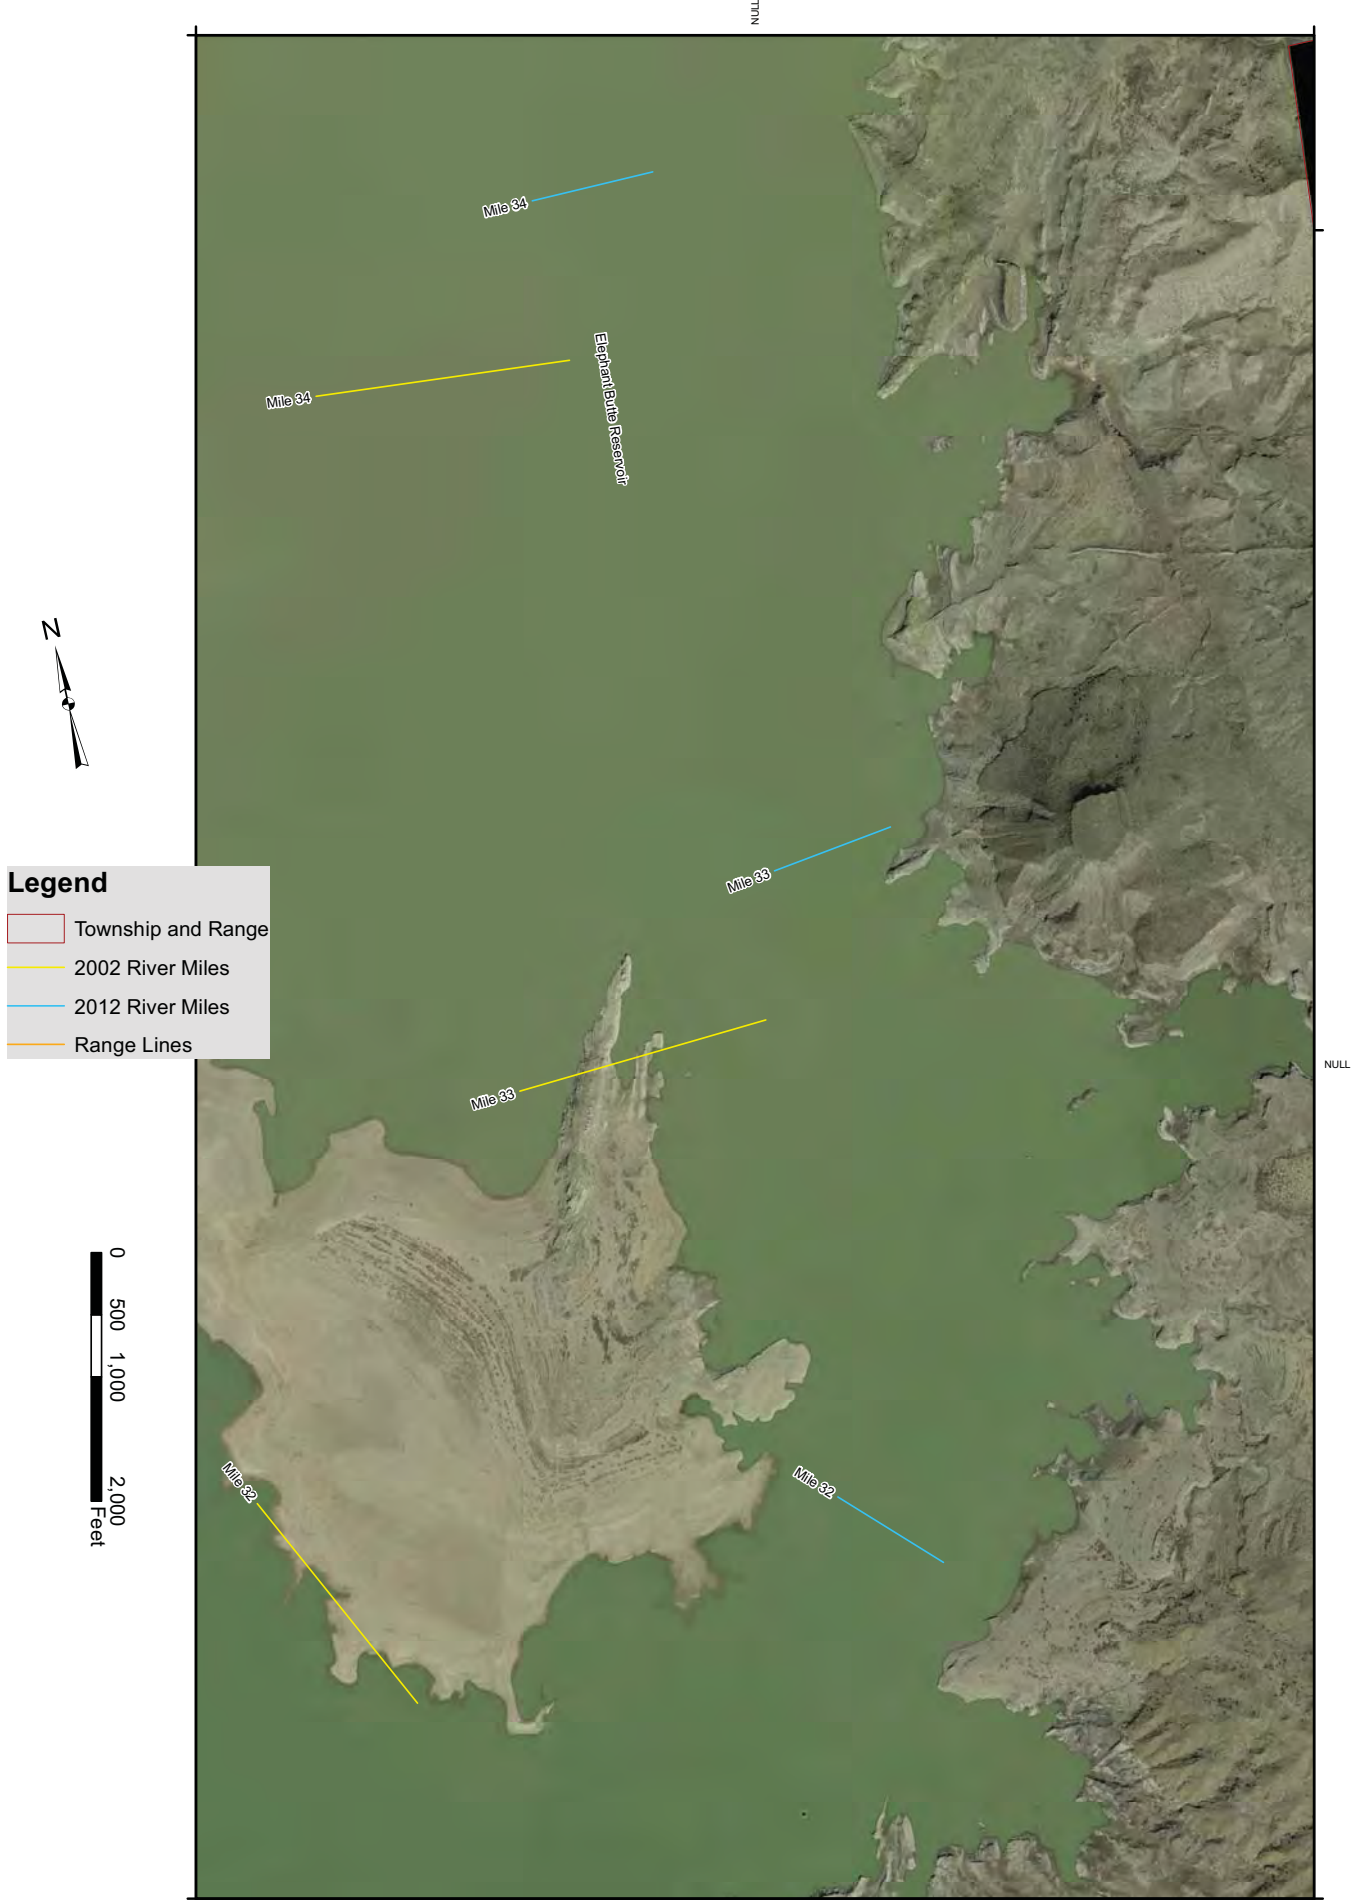 NULL
Mile 34
Elephant Butte Reservoir
Mile 34
N
Mile 33
Legend
Township and Range
2002 River Miles
2012 River Miles
Range Lines
Mile 33
NULL
0 500 1,000 2,000
Feet
Mile 32
Mile 32